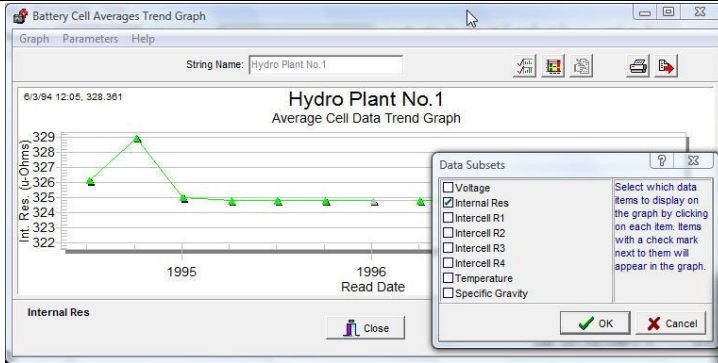 Battery Cell Averages Trend Graph
Graph Parameters Help
String Name: Hydro Plant No.1
6/3/94 12:05, 328.361
Hydro Plant No.1
Average Cell Data Trend Graph
Int. Res. (u-Ohms)
329
328
327
326
325
324
323
322
1995 1996
Read Date
Internal Res
Close
Data Subsets
Voltage
Internal Res
Intercell R1
Intercell R2
Intercell R3
Intercell R4
Temperature
Specific Gravity
Select which data
items to display on
the graph by clicking
on each item. Items
with a check mark
next to them will
appear in the graph.
OK Cancel